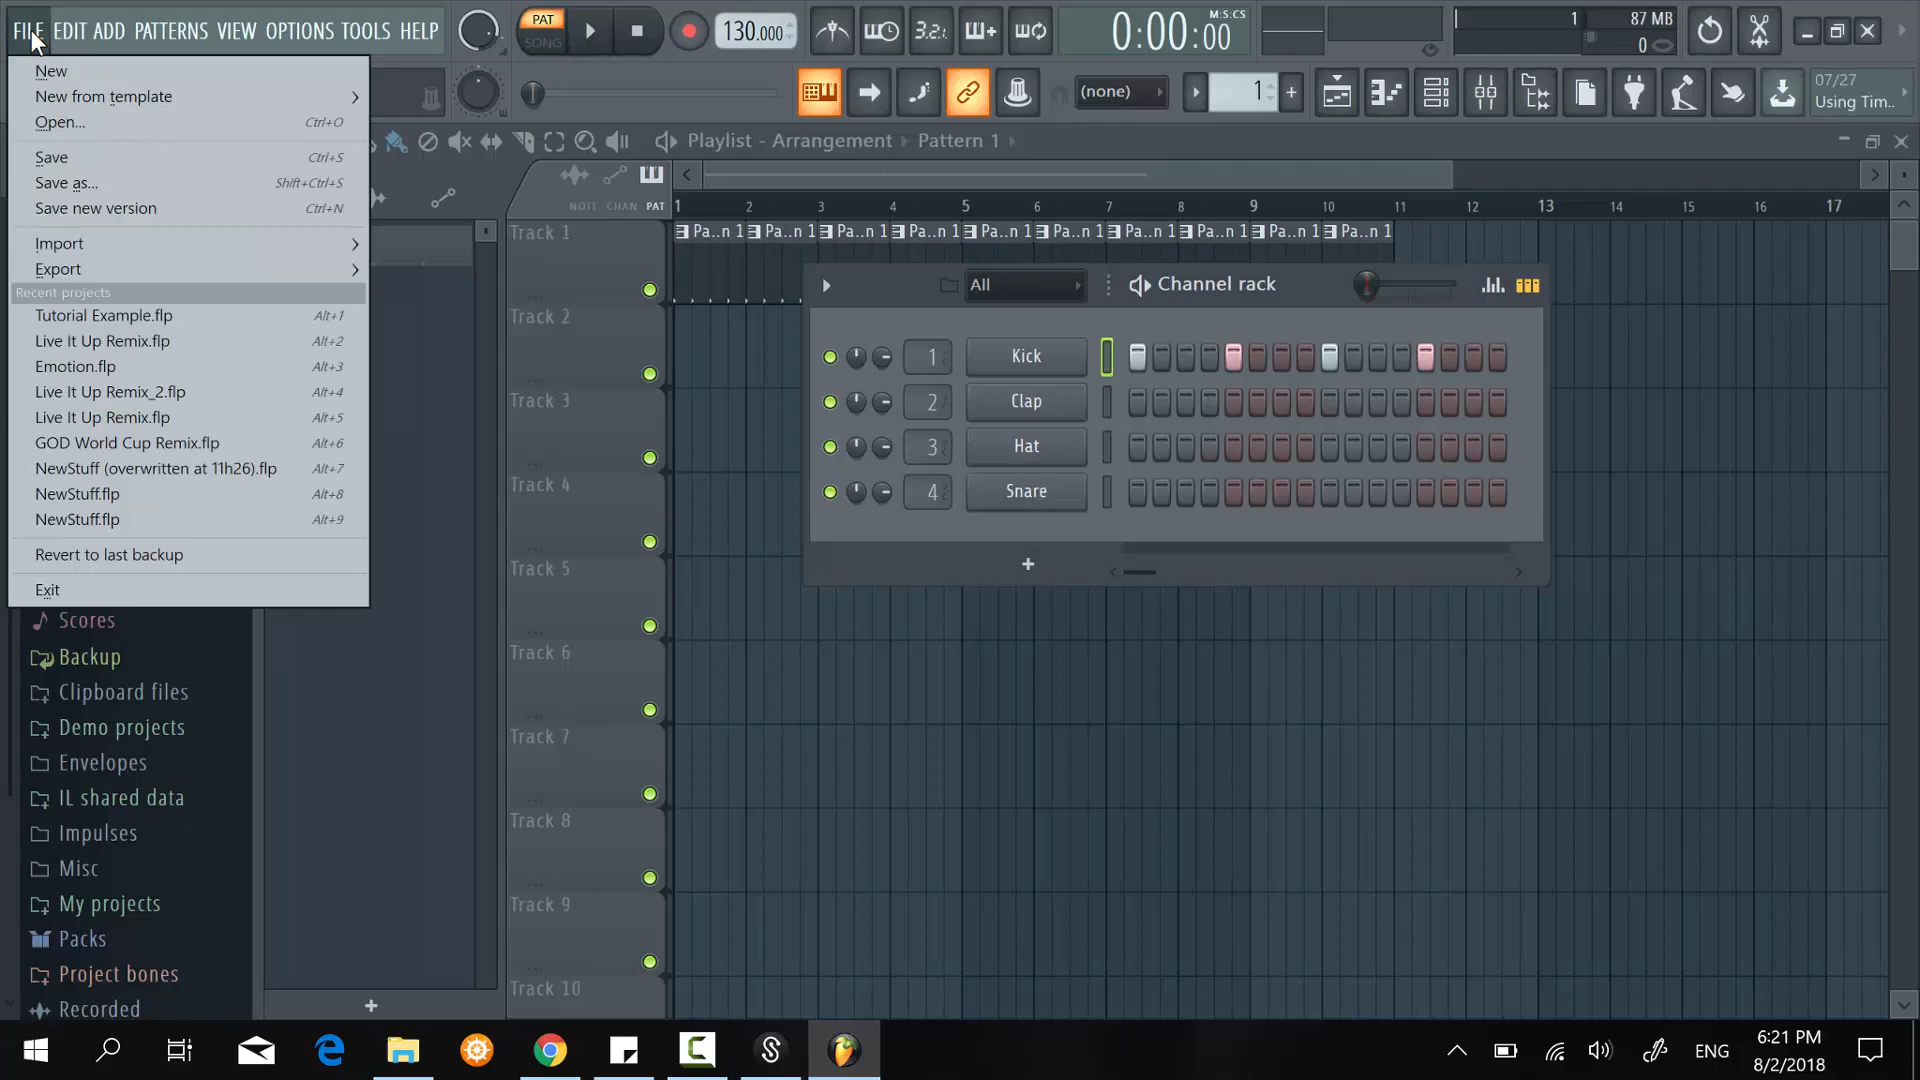 FILE EDIT ADD PATTERNS VIEW OPTIONS TOOLS HELP
PAT
SONG
130.000
3.2.
M:S:CS
0:00:00
1
87 MB
0
(none)
1
+
07/27
Using Tim..
New
New from template
Open... Ctrl+O
Save Ctrl+S
Save as... Shift+Ctrl+S
Save new version Ctrl+N
Import
Export
Recent projects
Tutorial Example.flp Alt+1
Live It Up Remix.flp Alt+2
Emotion.flp Alt+3
Live It Up Remix_2.flp Alt+4
Live It Up Remix.flp Alt+5
GOD World Cup Remix.flp Alt+6
NewStuff (overwritten at 11h26).flp Alt+7
NewStuff.flp Alt+8
NewStuff.flp Alt+9
Revert to last backup
Exit
Scores
Backup
Clipboard files
Demo projects
Envelopes
IL shared data
Impulses
Misc
My projects
Packs
Project bones
Recorded
+
Playlist - Arrangement Pattern 1
NOTE CHAN PAT
1 2 3 4 5 6 7 8 9 10 11 12 13 14 15 16 17
Pa..n 1 Pa..n 1 Pa..n 1 Pa..n 1 Pa..n 1 Pa..n 1 Pa..n 1 Pa..n 1 Pa..n 1 Pa..n 1
Track 1
Track 2
Track 3
Track 4
Track 5
Track 6
Track 7
Track 8
Track 9
Track 10
All
Channel rack
1 Kick
2 Clap
3 Hat
4 Snare
+
ENG
6:21 PM
8/2/2018